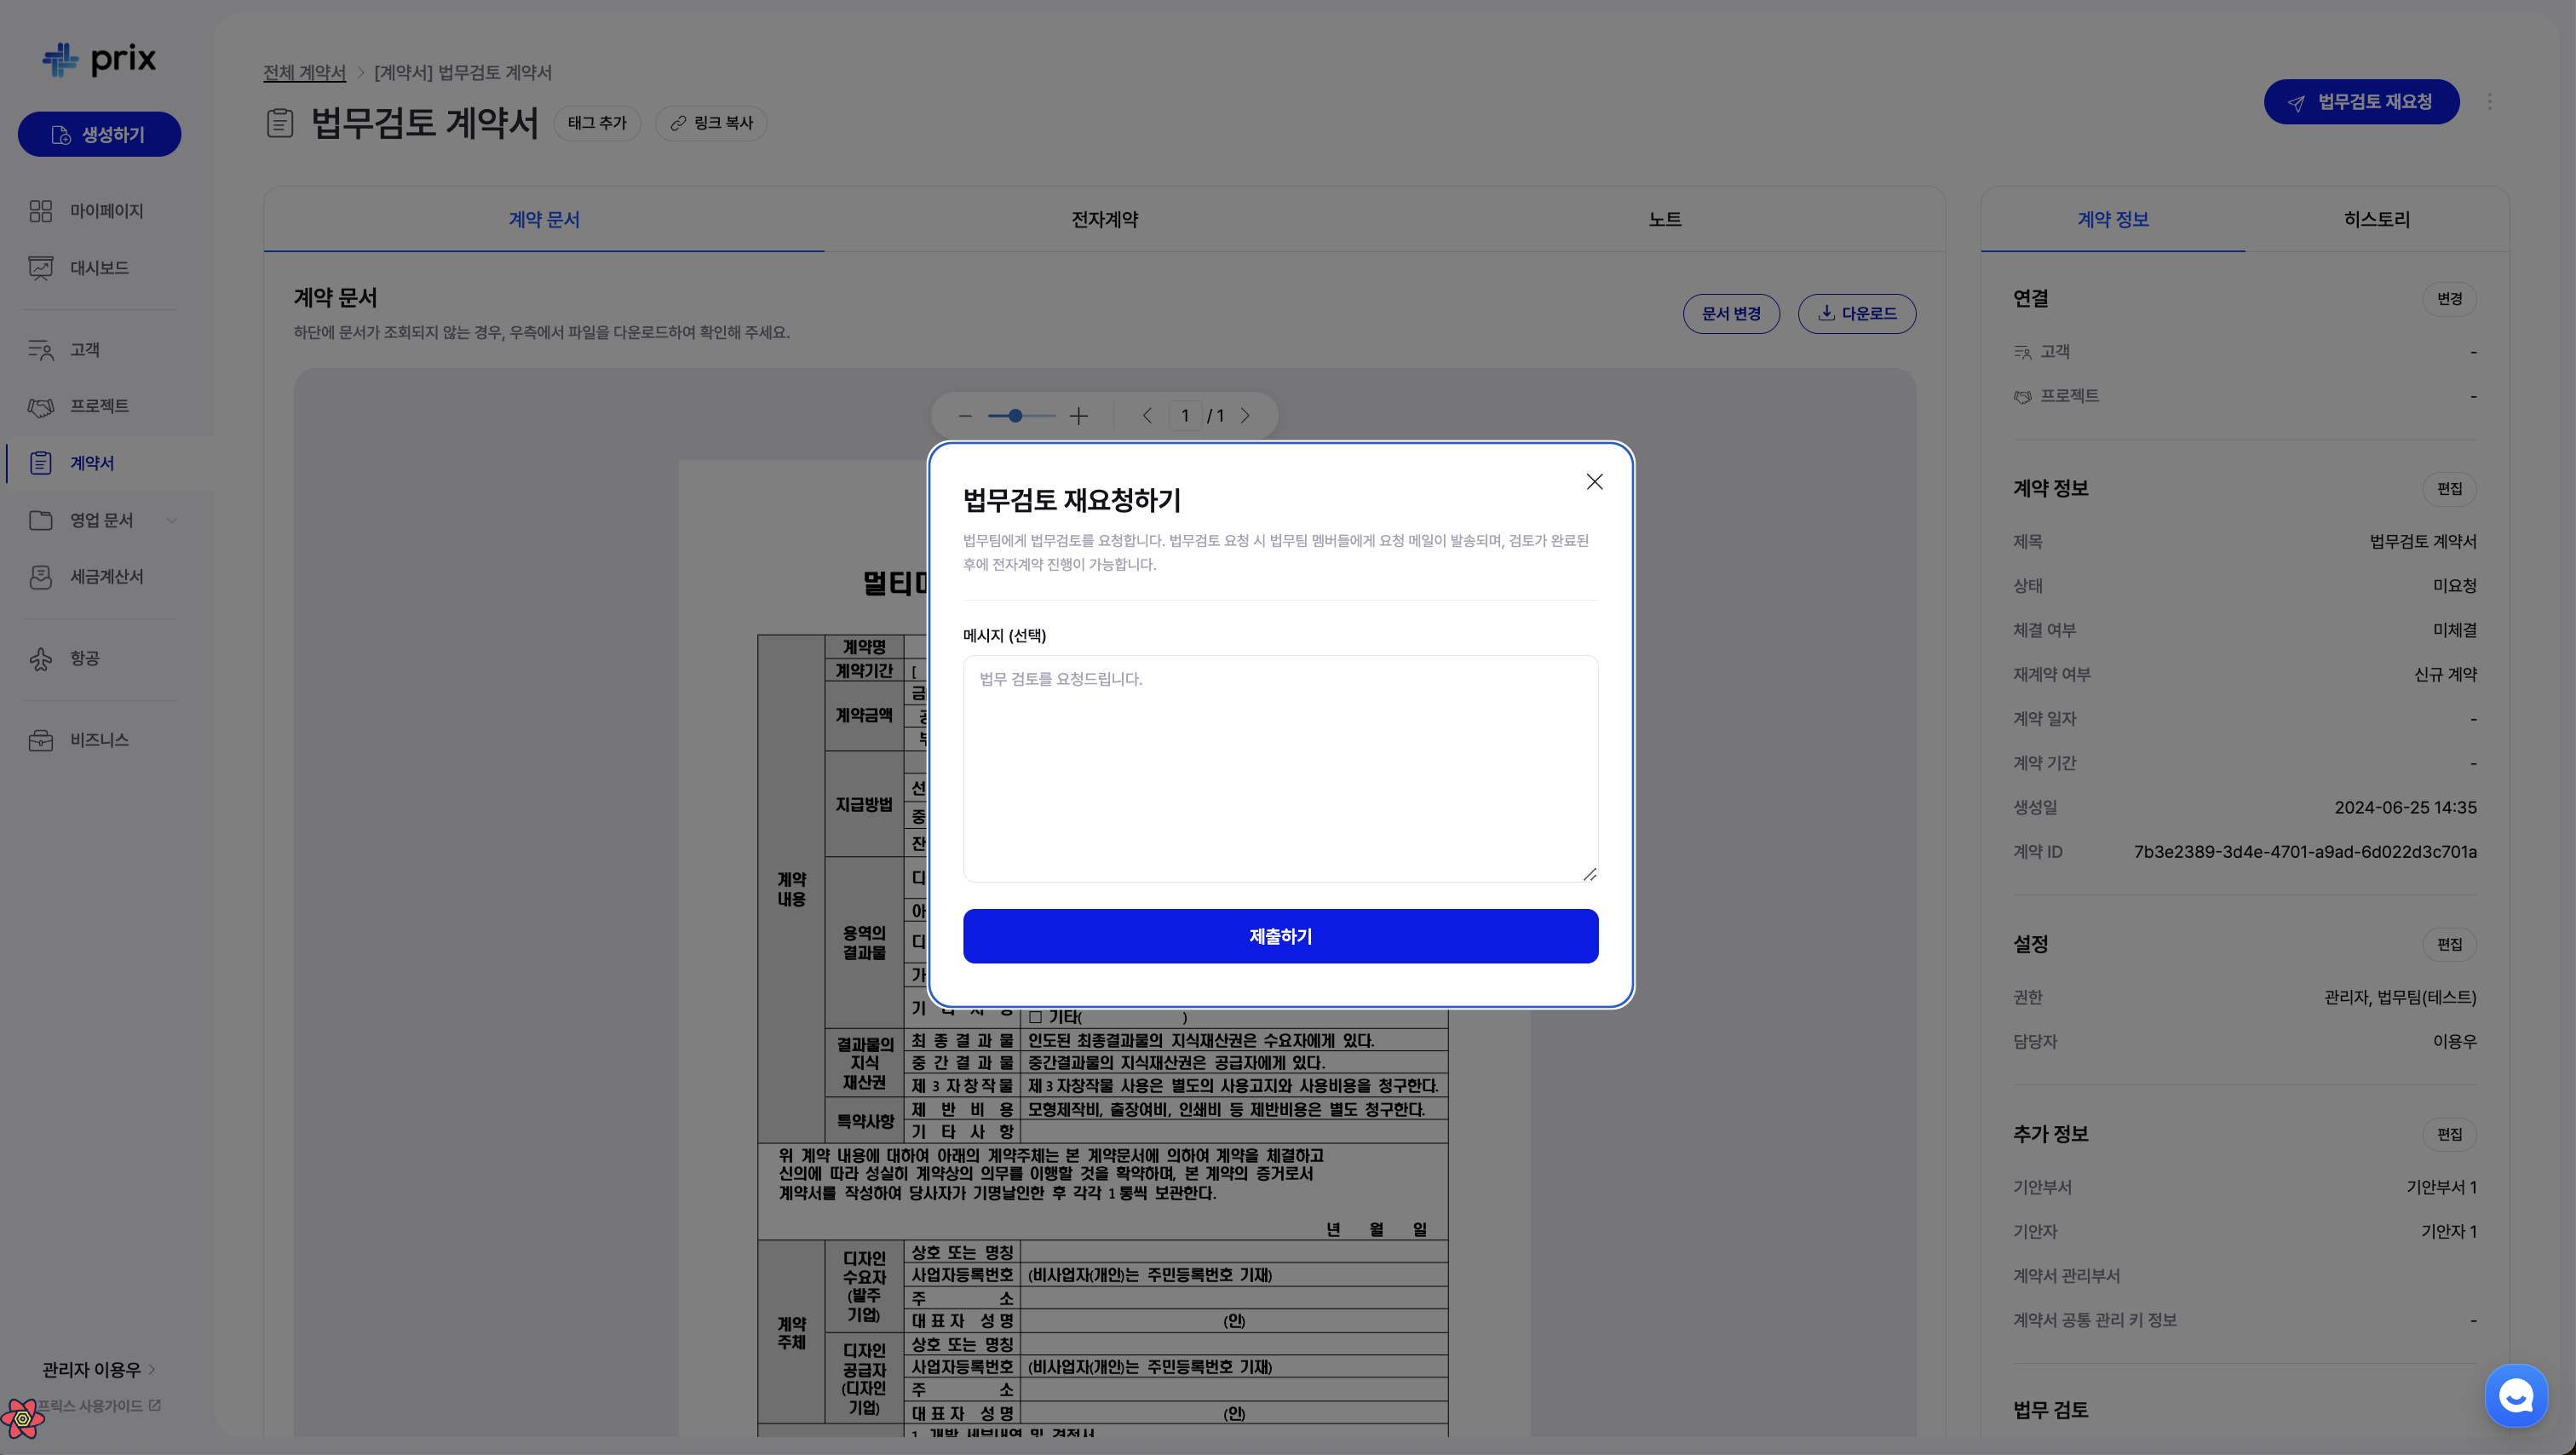 prix
생성하기
마이페이지
대시보드
고객
프로젝트
계약서
영업 문서
세금계산서
항공
비즈니스
관리자 이용우
프릭스 사용가이드
전체 계약서 > [계약서] 법무검토 계약서
법무검토 계약서
태그 추가
링크 복사
법무검토 재요청
계약 문서
전자계약
노트
계약 문서
하단에 문서가 조회되지 않는 경우, 우측에서 파일을 다운로드하여 확인해 주세요.
문서 변경
다운로드
1 / 1
멀티미
계약 내용
계약명
계약기간 [
계약금액
지급방법
용역의 결과물
가
□ 기타( )
결과물의 지식 재산권
최 종 결 과 물 인도된 최종결과물의 지식재산권은 수요자에게 있다.
중 간 결 과 물 중간결과물의 지식재산권은 공급자에게 있다.
제 3 자창작물 제3자창작물 사용은 별도의 사용고지와 사용비용을 청구한다.
특약사항
제 반 비 용 모형제작비, 출장여비, 인쇄비 등 제반비용은 별도 청구한다.
기 타 사 항
위 계약 내용에 대하여 아래의 계약주체는 본 계약문서에 의하여 계약을 체결하고
신의에 따라 성실히 계약상의 의무를 이행할 것을 확약하며, 본 계약의 증거로서
계약서를 작성하여 당사자가 기명날인한 후 각각 1통씩 보관한다.
년 월 일
계약 주체
디자인 수요자 (발주 기업)
상호 또는 명칭
사업자등록번호 (비사업자(개인)는 주민등록번호 기재)
주 소
대표자 성명 (인)
디자인 공급자 (디자인 기업)
상호 또는 명칭
사업자등록번호 (비사업자(개인)는 주민등록번호 기재)
주 소
대표자 성명 (인)
법무검토 재요청하기
법무팀에게 법무검토를 요청합니다. 법무검토 요청 시 법무팀 멤버들에게 요청 메일이 발송되며, 검토가 완료된
후에 전자계약 진행이 가능합니다.
메시지 (선택)
법무 검토를 요청드립니다.
제출하기
계약 정보
히스토리
연결
변경
고객 -
프로젝트 -
계약 정보
편집
제목 법무검토 계약서
상태 미요청
체결 여부 미체결
재계약 여부 신규 계약
계약 일자 -
계약 기간 -
생성일 2024-06-25 14:35
계약 ID 7b3e2389-3d4e-4701-a9ad-6d022d3c701a
설정
편집
권한 관리자, 법무팀(테스트)
담당자 이용우
추가 정보
편집
기안부서 기안부서 1
기안자 기안자 1
계약서 관리부서
계약서 공통 관리 키 정보 -
법무 검토